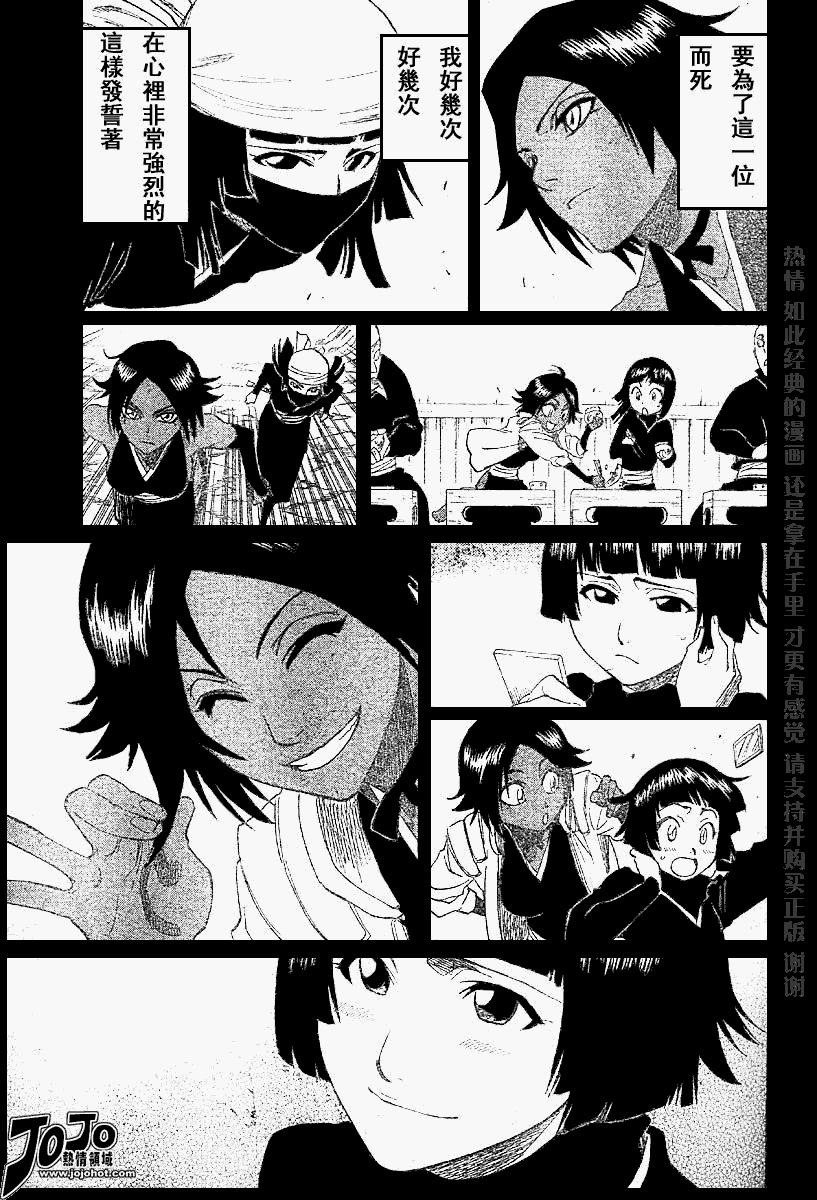 要為了這一位
而死
我好幾次
好幾次
在心裡非常強烈的
這樣發誓著
热情 如此经典的漫画 还是拿在手里 才更有感觉 请支持并购买正版 谢谢
JOJO
熱情領域
www.jojohot.com